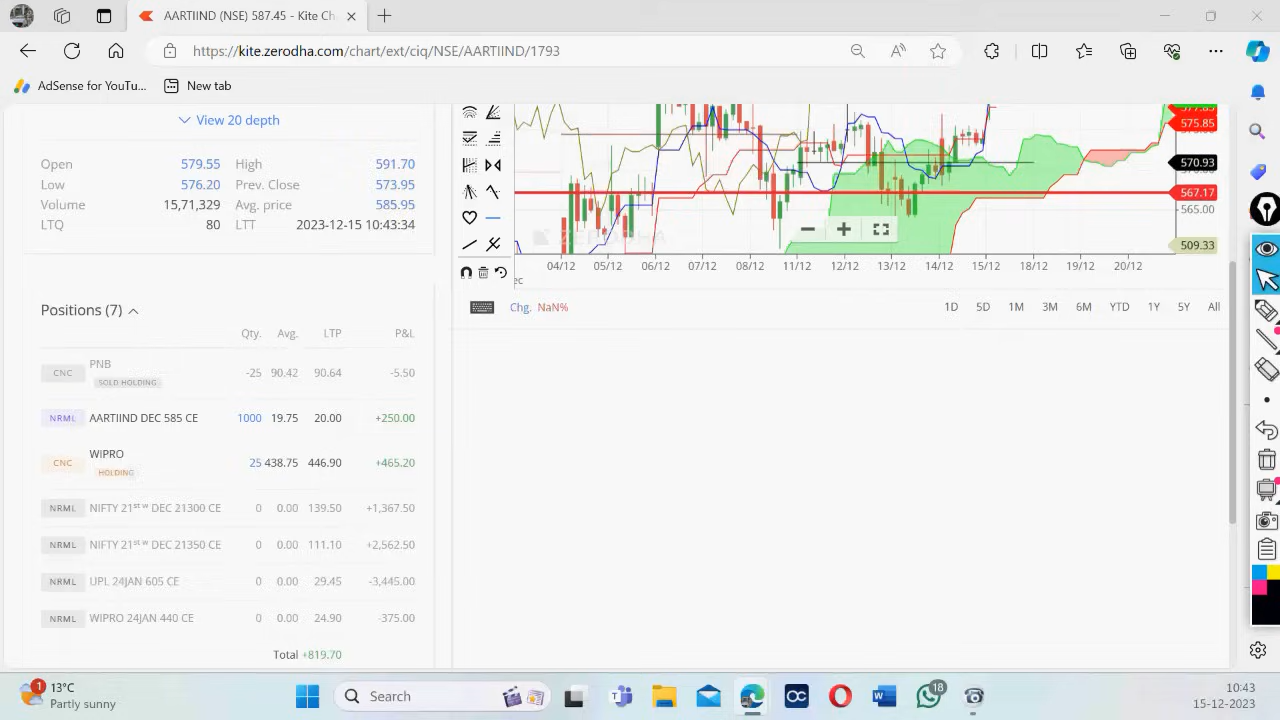 AARTIIND (NSE) 587.45 - Kite Ch
https://kite.zerodha.com/chart/ext/ciq/NSE/AARTIIND/1793
AdSense for YouTu... New tab
View 20 depth
Open 579.55 High 591.70
Low 576.20 Prev. Close 573.95
Volume 15,71,329 Avg. price 585.95
LTQ 80 LTT 2023-12-15 10:43:34
575.85
570.93
567.17
565.00
509.33
ZERODHA
04/12 05/12 06/12 07/12 08/12 11/12 12/12 13/12 14/12 15/12 18/12 19/12 20/12
ec
Chg. NaN% 1D 5D 1M 3M 6M YTD 1Y 5Y All
Positions (7)
Qty. Avg. LTP P&L
CNC PNB -25 90.42 90.64 -5.50
SOLD HOLDING
NRML AARTIIND DEC 585 CE 1000 19.75 20.00 +250.00
CNC WIPRO 25 438.75 446.90 +465.20
HOLDING
NRML NIFTY 21st w DEC 21300 CE 0 0.00 139.50 +1,367.50
NRML NIFTY 21st w DEC 21350 CE 0 0.00 111.10 +2,562.50
NRML UPL 24JAN 605 CE 0 0.00 29.45 -3,445.00
NRML WIPRO 24JAN 440 CE 0 0.00 24.90 -375.00
Total +819.70
1 13°C
Partly sunny
Search
OC
18
10:43
15-12-2023